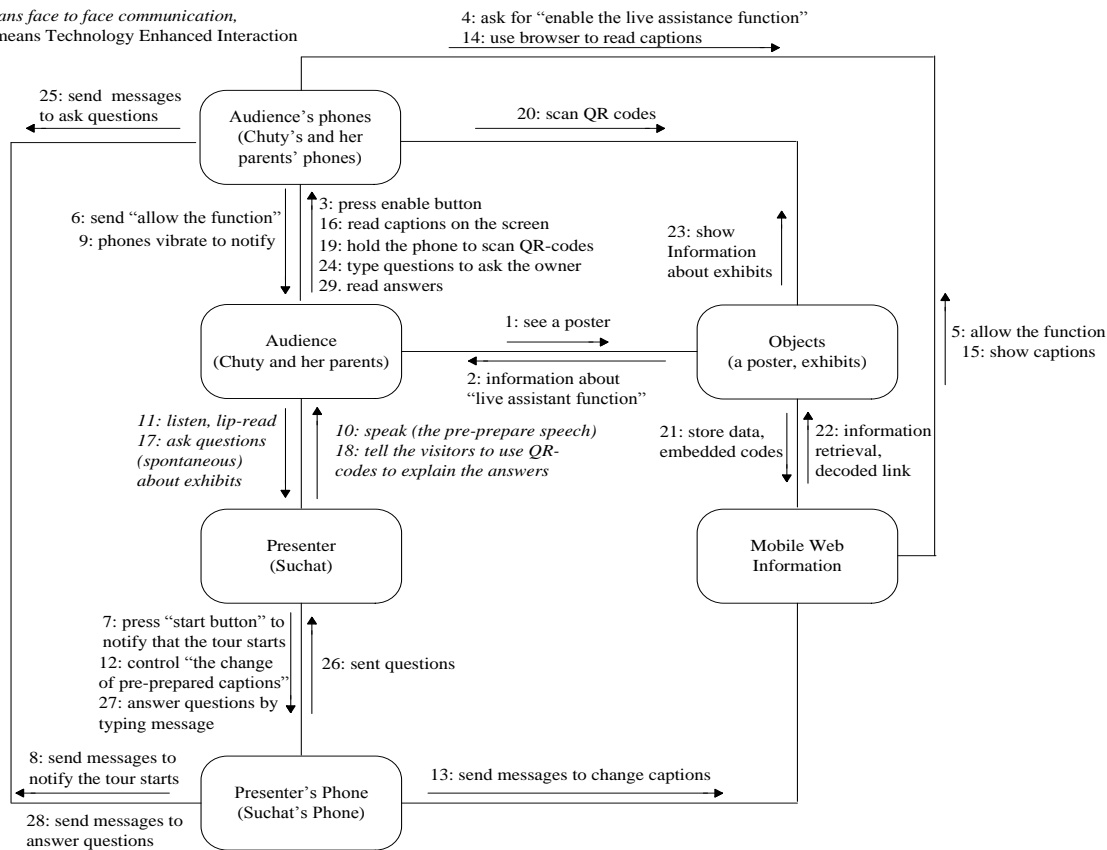 ans face to face communication,
means Technology Enhanced Interaction
4: ask for “enable the live assistance function”
14: use browser to read captions
25: send messages
to ask questions
Audience’s phones
(Chuty’s and her
parents’ phones)
20: scan QR codes
6: send “allow the function”
9: phones vibrate to notify
3: press enable button
16: read captions on the screen
19: hold the phone to scan QR-codes
24: type questions to ask the owner
29. read answers
23: show
Information
about exhibits
Audience
(Chuty and her parents)
1: see a poster
2: information about
“live assistant function”
Objects
(a poster, exhibits)
5: allow the function
15: show captions
11: listen, lip-read
17: ask questions
(spontaneous)
about exhibits
10: speak (the pre-prepare speech)
18: tell the visitors to use QR-
codes to explain the answers
21: store data,
embedded codes
22: information
retrieval,
decoded link
Presenter
(Suchat)
Mobile Web
Information
7: press “start button” to
notify that the tour starts
12: control “the change
of pre-prepared captions”
27: answer questions by
typing message
26: sent questions
8: send messages to
notify the tour starts
Presenter’s Phone
(Suchat’s Phone)
13: send messages to change captions
28: send messages to
answer questions